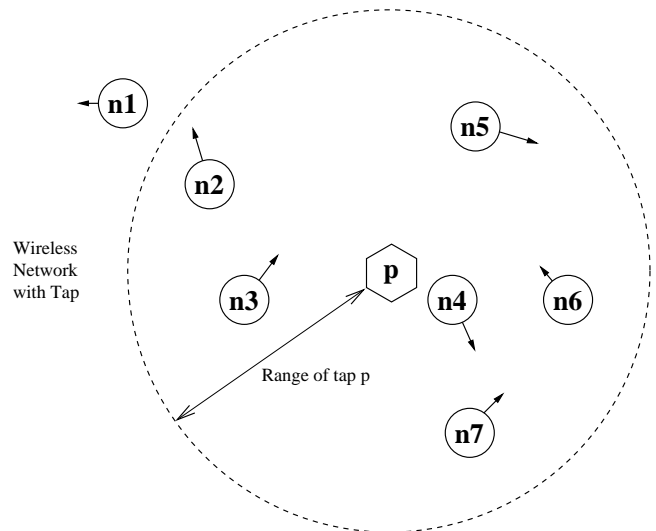 n1
n5
n2
Wireless
Network
with Tap
p
n3
n4
n6
Range of tap p
n7